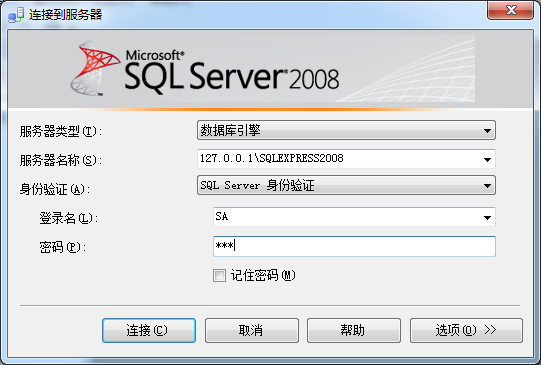 连接到服务器
Microsoft®
SQL Server® 2008
服务器类型(T): 数据库引擎
服务器名称(S): 127.0.0.1\SQLEXPRESS2008
身份验证(A): SQL Server 身份验证
登录名(L): SA
密码(P): ***
记住密码(M)
连接(C) 取消 帮助 选项(O) >>